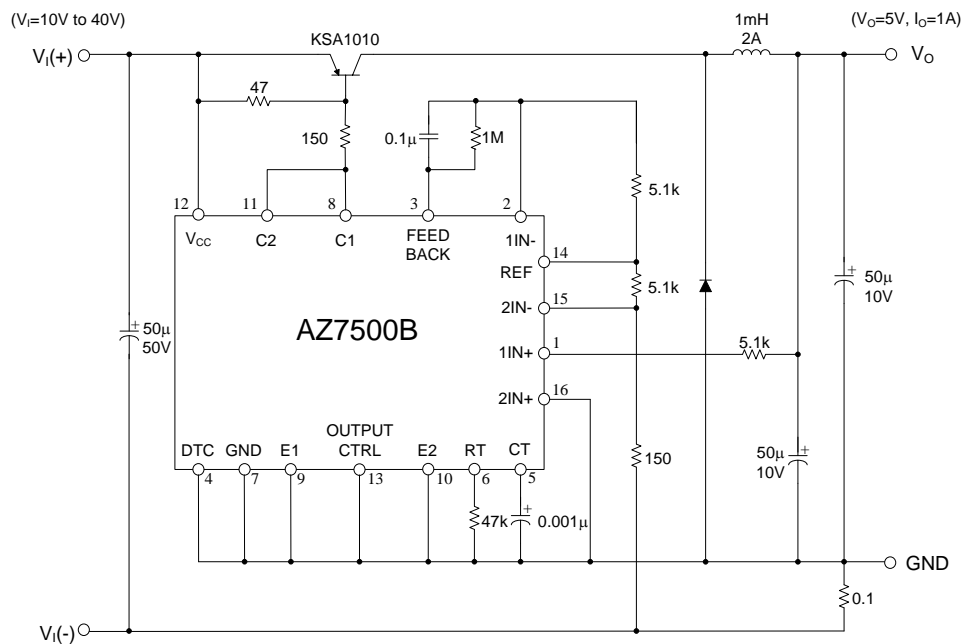 (VI=10V to 40V)
1mH
2A
(VO=5V, IO=1A)
VI(+)
KSA1010
VO
47
150
0.1μ
1M
5.1k
12
11
8
3
2
VCC
C2
C1
FEED
BACK
1IN-
14
REF
5.1k
15
2IN-
50μ
10V
50μ
50V
AZ7500B
1
1IN+
5.1k
16
2IN+
DTC
GND
E1
OUTPUT
CTRL
E2
RT
CT
4
7
9
13
10
6
5
150
50μ
10V
47k
0.001μ
GND
0.1
VI(-)